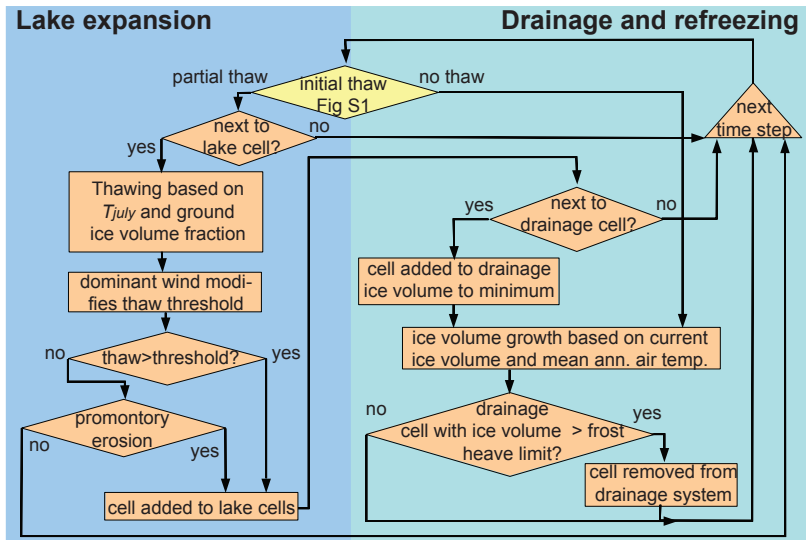 Lake expansion
Drainage and refreezing
partial thaw
initial thaw
Fig S1
no thaw
next
time step
next to
lake cell?
no
yes
Thawing based on
Tjuly and ground
ice volume fraction
yes
next to
drainage cell?
no
cell added to drainage
ice volume to minimum
dominant wind modi-
fies thaw threshold
no
thaw>threshold?
yes
ice volume growth based on current
ice volume and mean ann. air temp.
promontory
erosion
no
yes
no
drainage
cell with ice volume > frost
heave limit?
yes
cell added to lake cells
cell removed from
drainage system